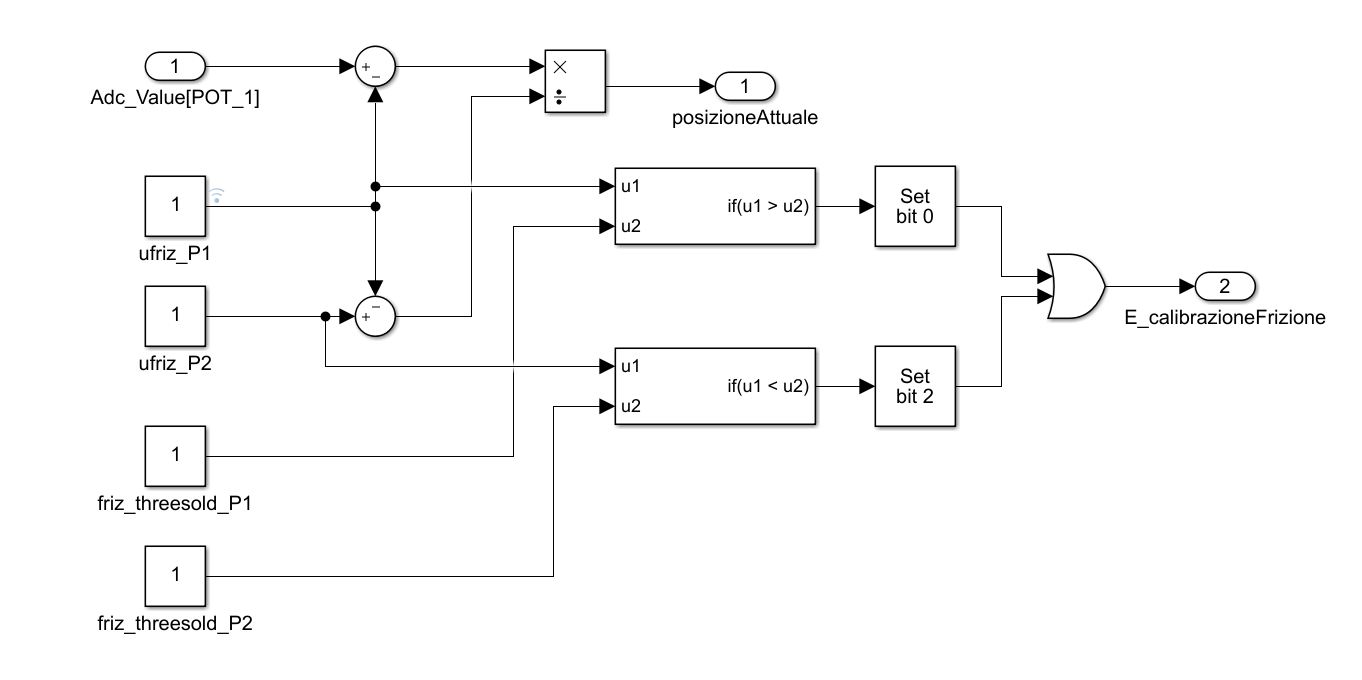 1
Adc_Value[POT_1]
+
−
×
÷
1
posizioneAttuale
1
ufriz_P1
u1
u2
if(u1 > u2)
Set
bit 0
1
ufriz_P2
−
+
2
E_calibrazioneFrizione
u1
u2
if(u1 < u2)
Set
bit 2
1
friz_threesold_P1
1
friz_threesold_P2